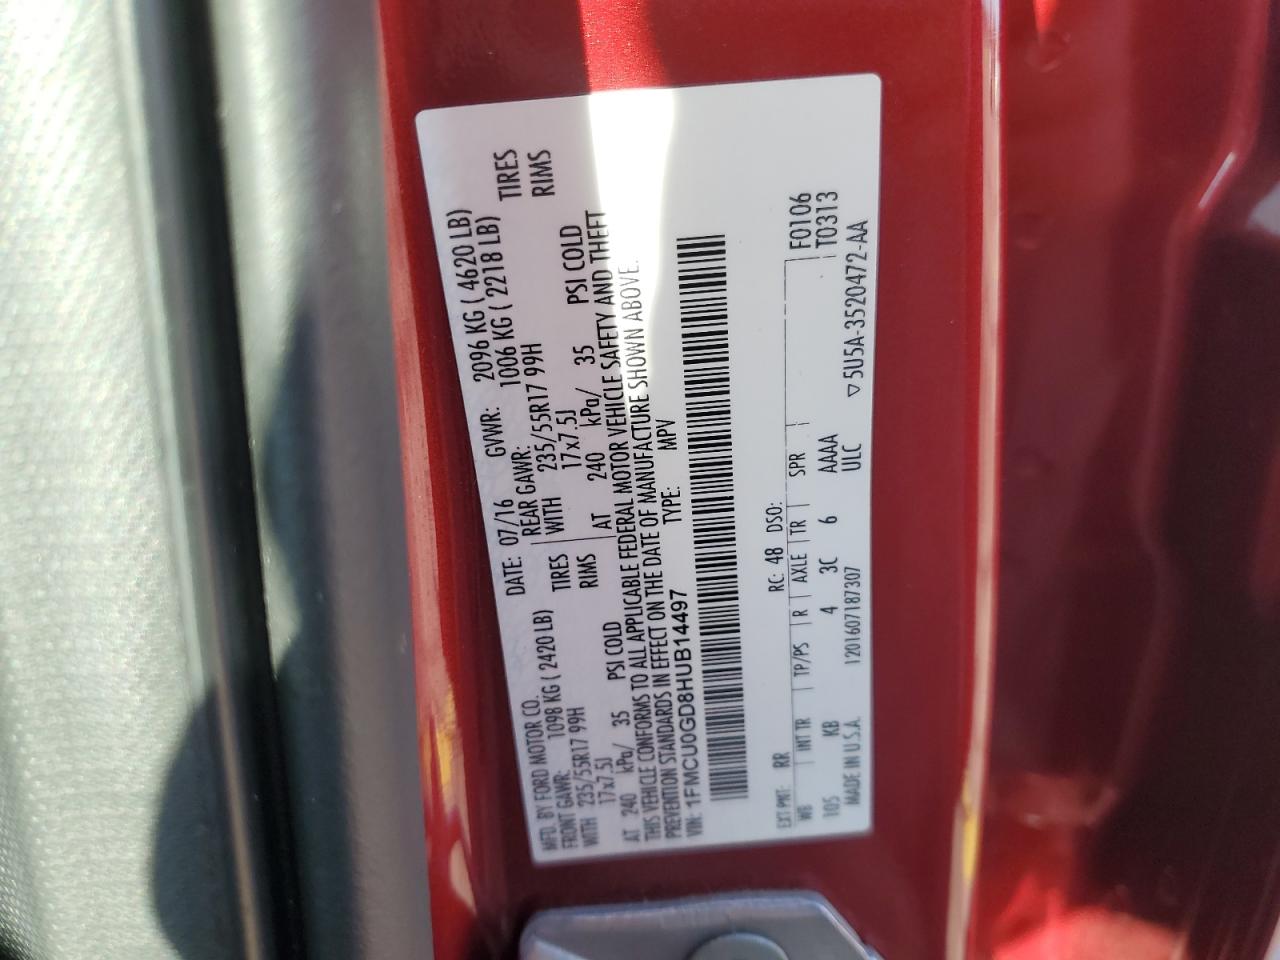 MFD. BY FORD MOTOR CO.
DATE: 07/16 GVWR: 2096 KG ( 4620 LB)
FRONT GAWR: 1098 KG ( 2420 LB) REAR GAWR: 1006 KG ( 2218 LB)
WITH 235/55R17 99H TIRES WITH 235/55R17 99H TIRES
17x7.5J RIMS 17x7.5J RIMS
AT 240 kPa/ 35 PSI COLD AT 240 kPa/ 35 PSI COLD
THIS VEHICLE CONFORMS TO ALL APPLICABLE FEDERAL MOTOR VEHICLE SAFETY AND THEFT
PREVENTION STANDARDS IN EFFECT ON THE DATE OF MANUFACTURE SHOWN ABOVE.
VIN: 1FMCU0GD8HUB14497 TYPE: MPV
EXT PNT: RR RC: 48 DSO: F0106
WB INT TR TP/PS R AXLE TR SPR T0313
105 KB 4 3C 6 AAAA
MADE IN U.S.A. 1201607187307 ULC ▽ 5U5A-3520472-AA